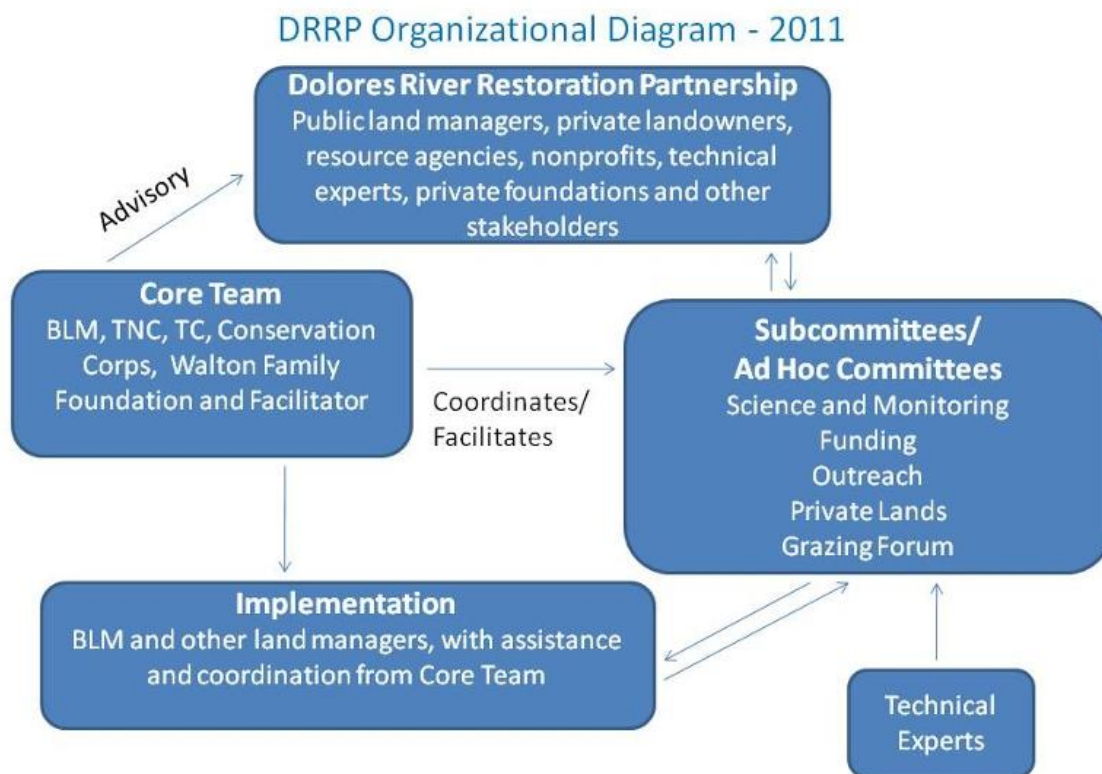 DRRP Organizational Diagram - 2011
Dolores River Restoration Partnership
Public land managers, private landowners,
resource agencies, nonprofits, technical
experts, private foundations and other
stakeholders
Advisory
Core Team
BLM, TNC, TC, Conservation
Corps, Walton Family
Foundation and Facilitator
Coordinates/
Facilitates
Subcommittees/
Ad Hoc Committees
Science and Monitoring
Funding
Outreach
Private Lands
Grazing Forum
Implementation
BLM and other land managers, with assistance
and coordination from Core Team
Technical
Experts